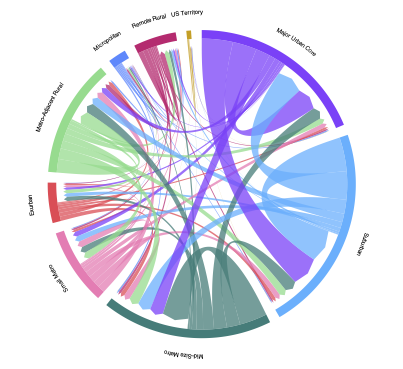 US Territory
Remote Rural
Micropolitan
Major Urban Core
Metro-Adjacent Rural
Exurban
Small Metro
Suburban
Mid-Size Metro